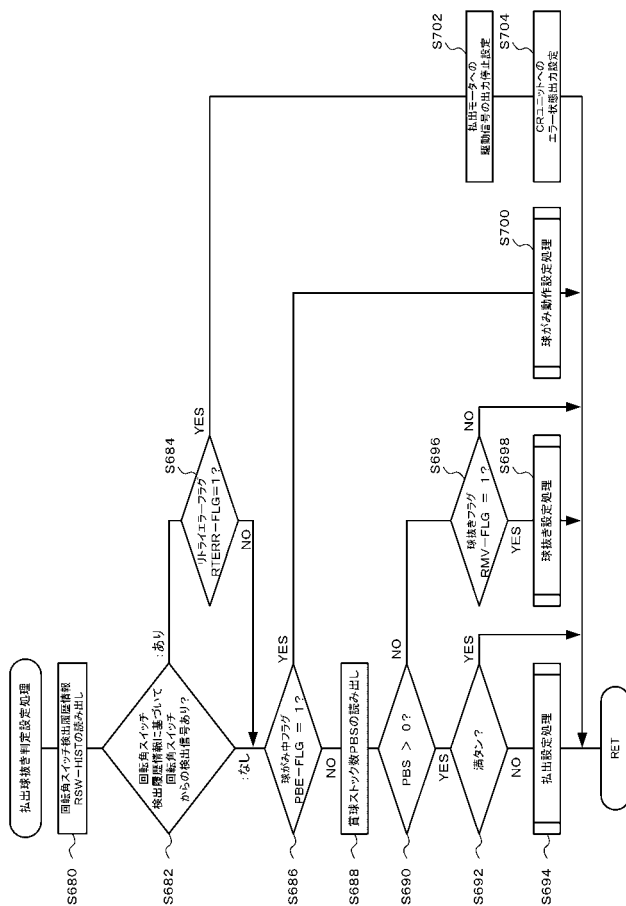 払出球抜き判定設定処理
S680
回転角スイッチ検出履歴情報
RSW-HISTの読み出し
S682
回転角スイッチ
検出履歴情報に基づいて
回転角スイッチ
からの検出信号あり?
:あり
:なし
S684
リトライエラーフラグ
RTERR-FLG=1?
YES
NO
S686
球がみ中フラグ
PBE-FLG = 1?
YES
NO
S688
賞球ストック数PBSの読み出し
S690
PBS > 0?
NO
YES
S692
満タン?
YES
NO
S694
払出設定処理
S696
球抜きフラグ
RMV-FLG = 1?
NO
YES
S698
球抜き設定処理
S700
球がみ動作設定処理
S702
払出モータへの
駆動信号の出力停止設定
S704
CRユニットへの
エラー状態出力設定
RET